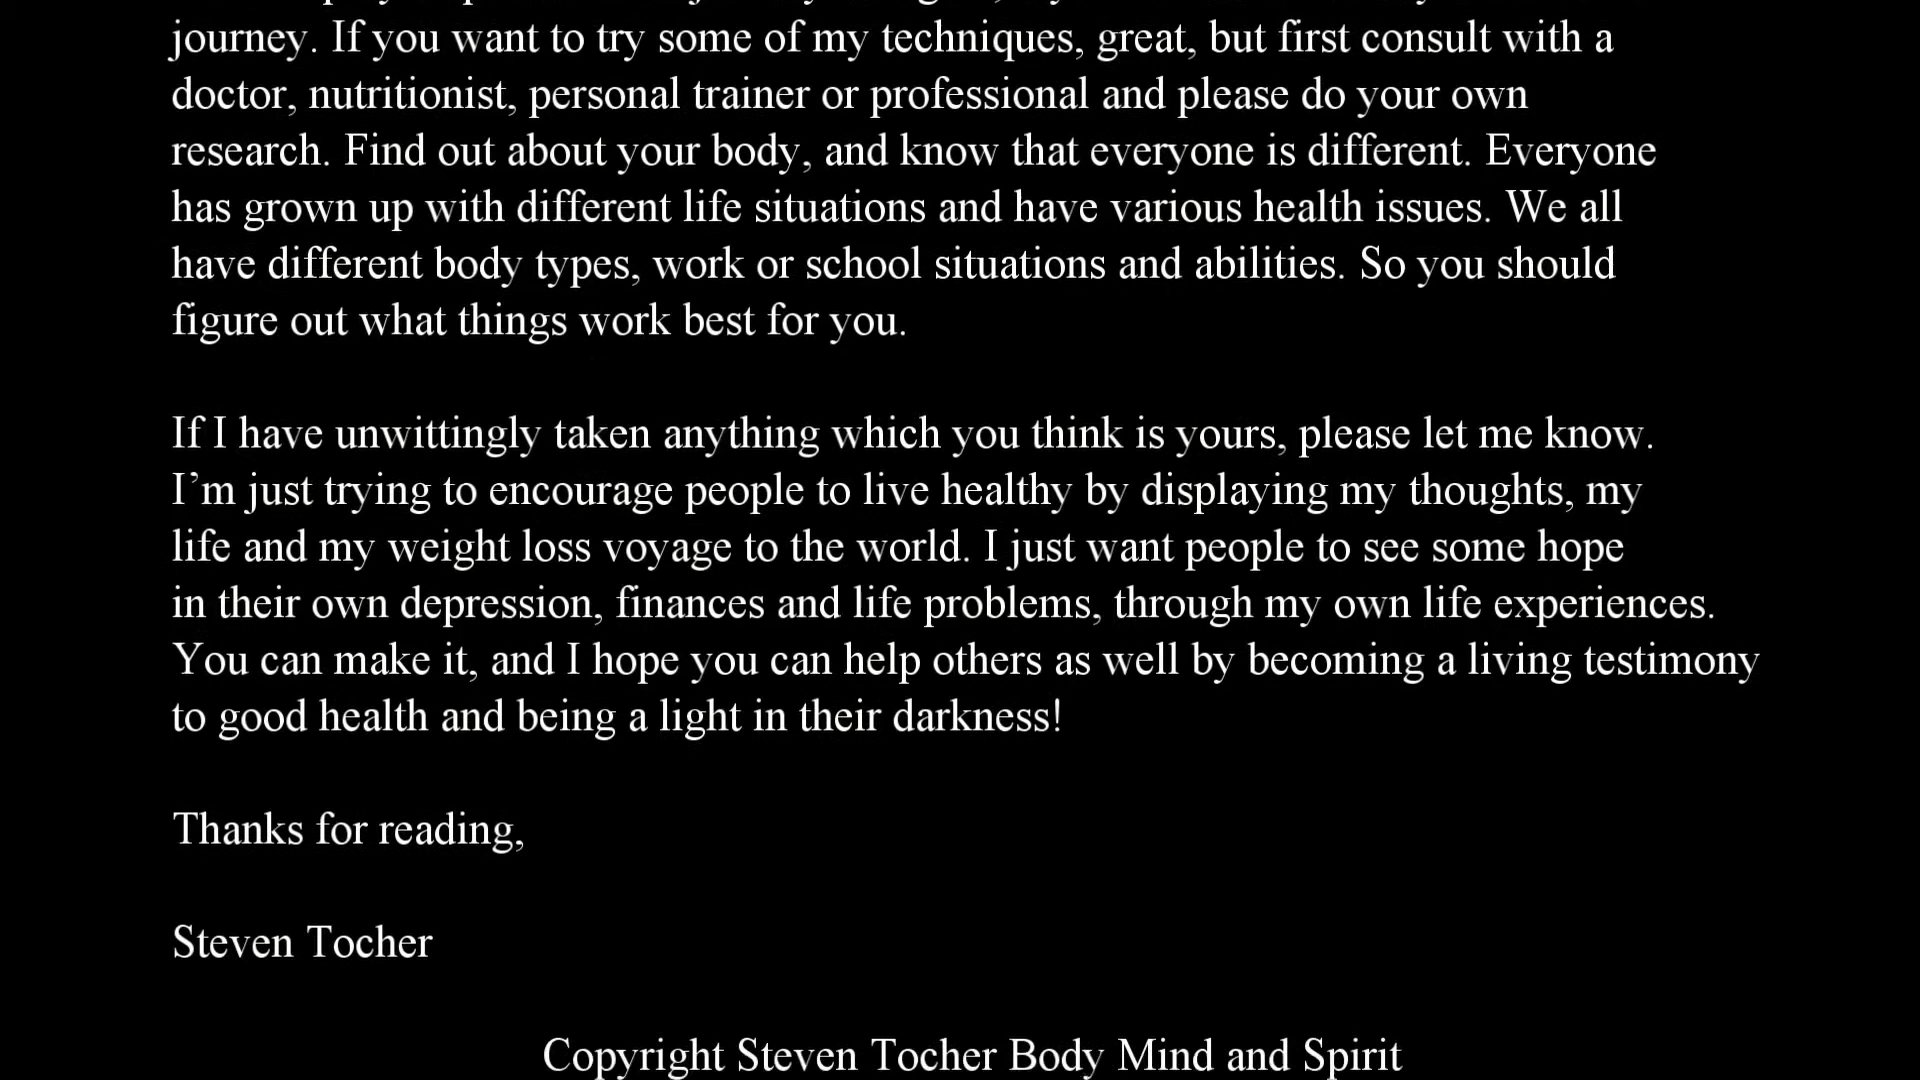 journey. If you want to try some of my techniques, great, but first consult with a
doctor, nutritionist, personal trainer or professional and please do your own
research. Find out about your body, and know that everyone is different. Everyone
has grown up with different life situations and have various health issues. We all
have different body types, work or school situations and abilities. So you should
figure out what things work best for you.
If I have unwittingly taken anything which you think is yours, please let me know.
I’m just trying to encourage people to live healthy by displaying my thoughts, my
life and my weight loss voyage to the world. I just want people to see some hope
in their own depression, finances and life problems, through my own life experiences.
You can make it, and I hope you can help others as well by becoming a living testimony
to good health and being a light in their darkness!
Thanks for reading,
Steven Tocher
Copyright Steven Tocher Body Mind and Spirit